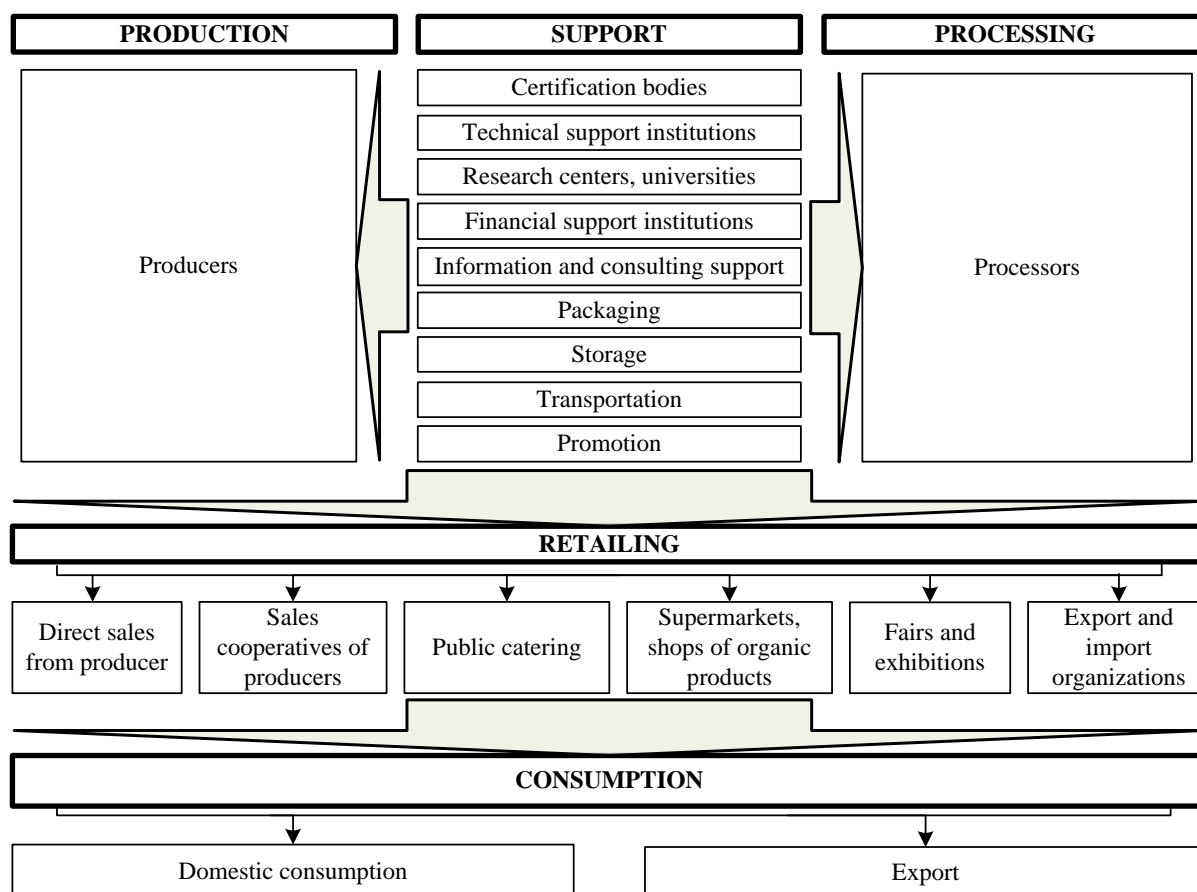 PRODUCTION
SUPPORT
PROCESSING
Producers
Certification bodies
Technical support institutions
Research centers, universities
Financial support institutions
Information and consulting support
Packaging
Storage
Transportation
Promotion
Processors
RETAILING
Direct sales
from producer
Sales
cooperatives of
producers
Public catering
Supermarkets,
shops of organic
products
Fairs and
exhibitions
Export and
import
organizations
CONSUMPTION
Domestic consumption
Export